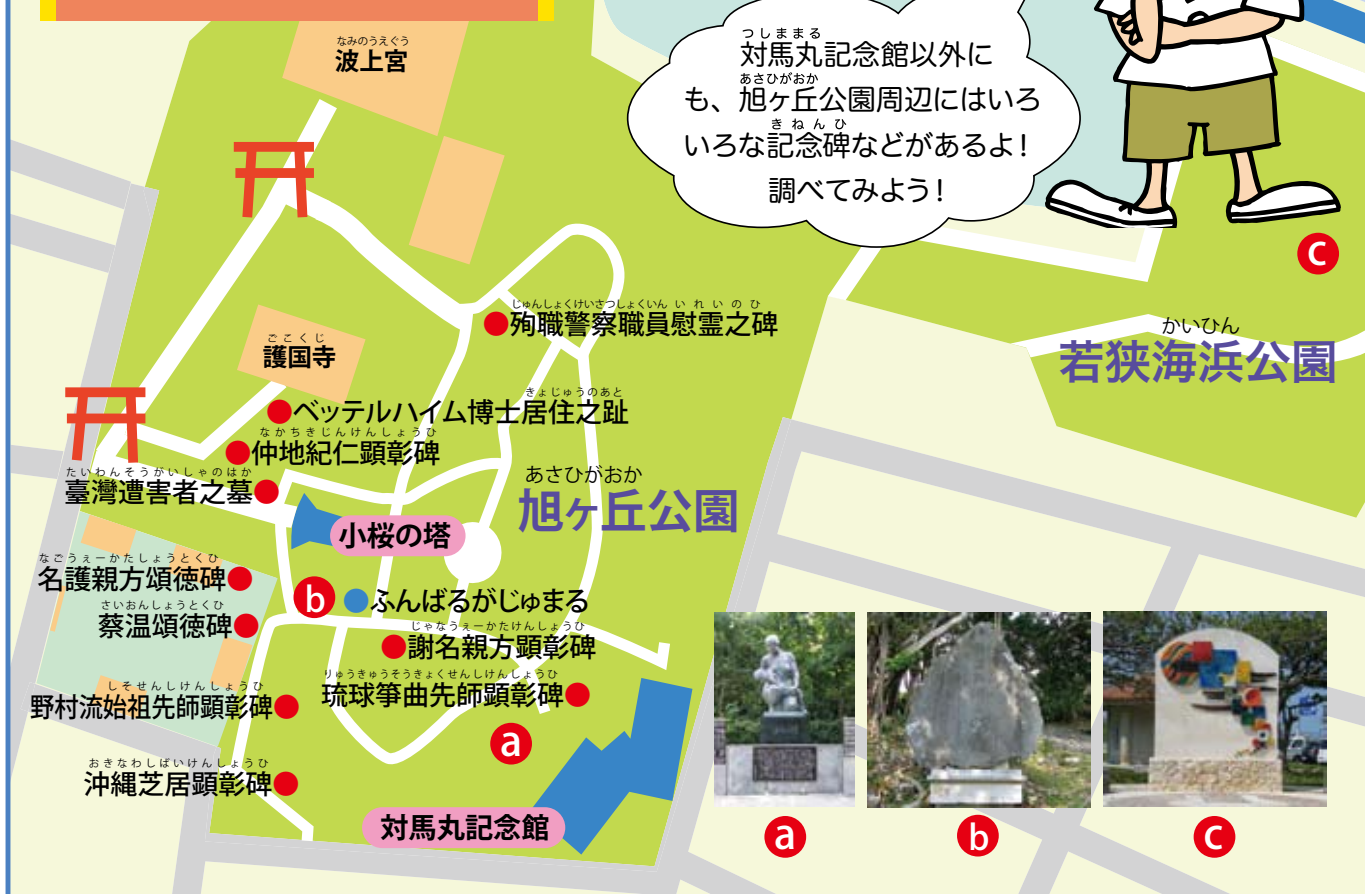 なみのうえぐう
波上宮
つしままる
対馬丸記念館以外に
あさひがおか
も、旭ヶ丘公園周辺にはいろ
きねんひ
いろな記念碑などがあるよ!
調べてみよう!
c
かいひん
若狭海浜公園
じゅんしょくけいさつしょくいんいれいのひ
殉職警察職員慰霊之碑
ごこくじ
護国寺
きょじゅうのあと
ベッテルハイム博士居住之趾
なかちきじんけんしょうひ
仲地紀仁顕彰碑
たいわんそうがいしゃのはか
臺灣遭害者之墓
あさひがおか
旭ヶ丘公園
小桜の塔
なごうぇーかたしょうとくひ
名護親方頌徳碑
b
ふんばるがじゅまる
さいおんしょうとくひ
蔡温頌徳碑
じゃなうぇーかたけんしょうひ
謝名親方顕彰碑
りゅうきゅうそうきょくせんしけんしょうひ
琉球箏曲先師顕彰碑
しそせんしけんしょうひ
野村流始祖先師顕彰碑
a
おきなわしばいけんしょうひ
沖縄芝居顕彰碑
対馬丸記念館
a
b
c